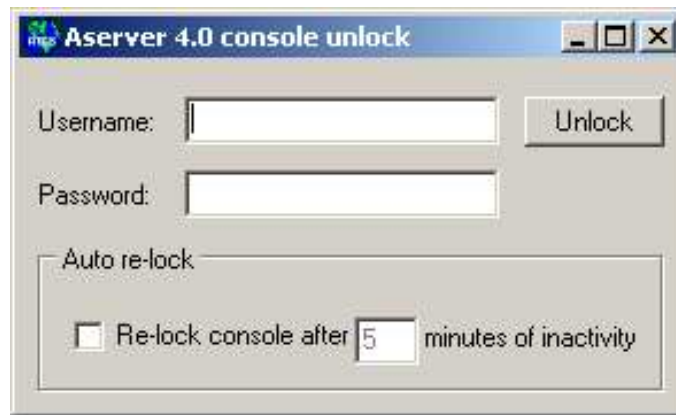 Aserver 4.0 console unlock
Username: Unlock
Password:
Auto re-lock
Re-lock console after 5 minutes of inactivity